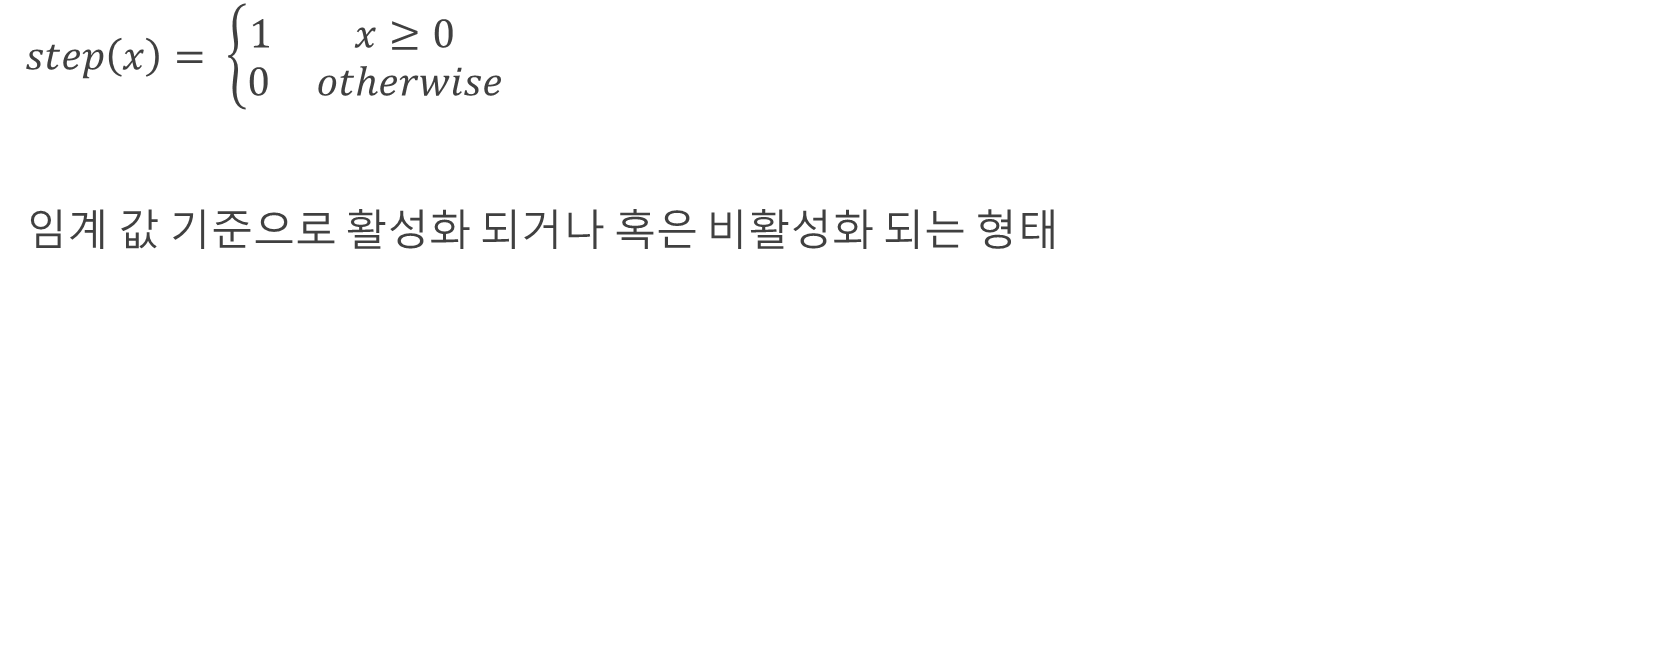 step(x) = { 1 x ≥ 0
0 otherwise
임계 값 기준으로 활성화 되거나 혹은 비활성화 되는 형태